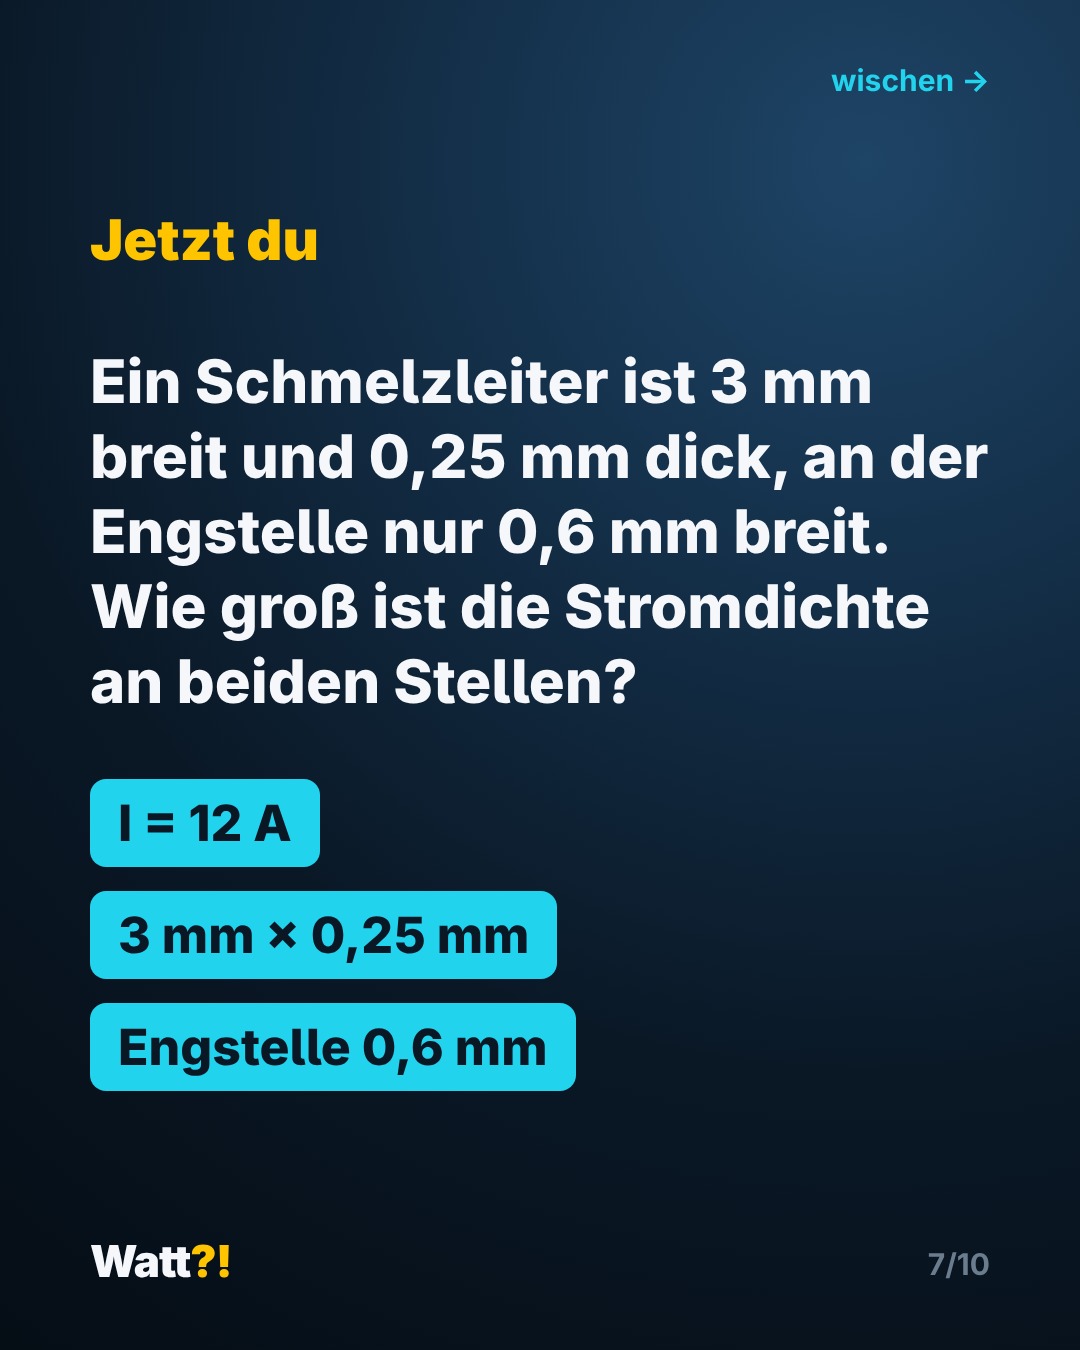 wischen →
Jetzt du
Ein Schmelzleiter ist 3 mm
breit und 0,25 mm dick, an der
Engstelle nur 0,6 mm breit.
Wie groß ist die Stromdichte
an beiden Stellen?
I = 12 A
3 mm × 0,25 mm
Engstelle 0,6 mm
Watt?!
7/10